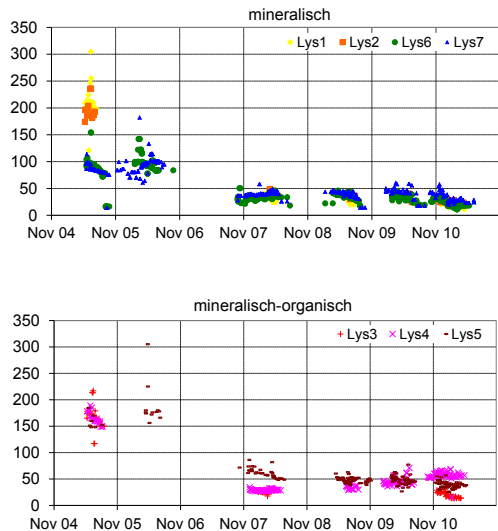 mineralisch
Lys1 Lys2 Lys6 Lys7
350
300
250
200
150
100
50
0
Nov 04 Nov 05 Nov 06 Nov 07 Nov 08 Nov 09 Nov 10
mineralisch-organisch
Lys3 Lys4 Lys5
350
300
250
200
150
100
50
0
Nov 04 Nov 05 Nov 06 Nov 07 Nov 08 Nov 09 Nov 10